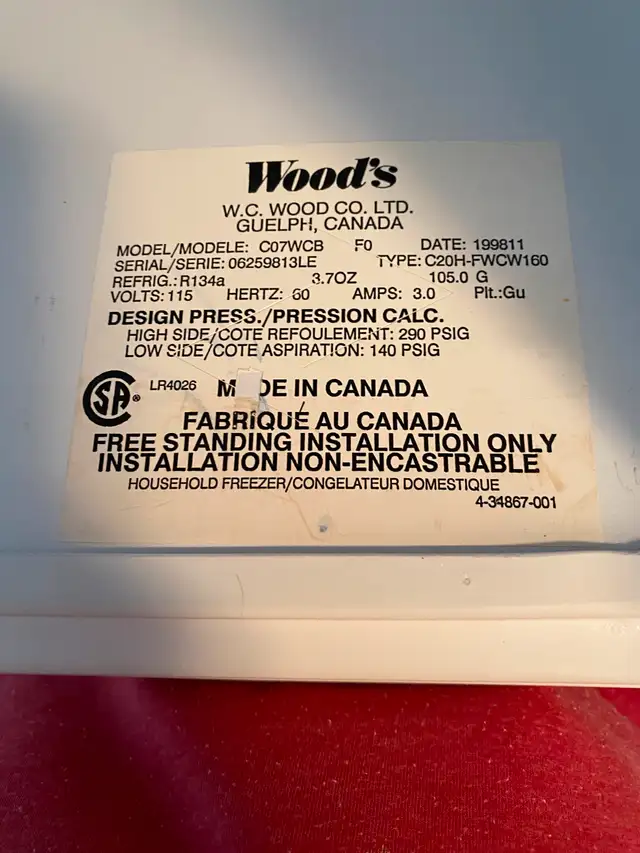 Wood's
W.C. WOOD CO. LTD.
GUELPH, CANADA
MODEL/MODELE: C07WCB F0 DATE: 199811
SERIAL/SERIE: 06259813LE TYPE: C20H-FWCW160
REFRIG.: R134a 3.7OZ 105.0 G
VOLTS: 115 HERTZ: 60 AMPS: 3.0 Plt.:Gu
DESIGN PRESS./PRESSION CALC.
HIGH SIDE/COTE REFOULEMENT: 290 PSIG
LOW SIDE/COTE ASPIRATION: 140 PSIG
SA ® LR4026 M DE IN CANADA
FABRIQUE AU CANADA
FREE STANDING INSTALLATION ONLY
INSTALLATION NON-ENCASTRABLE
HOUSEHOLD FREEZER/CONGELATEUR DOMESTIQUE
4-34867-001